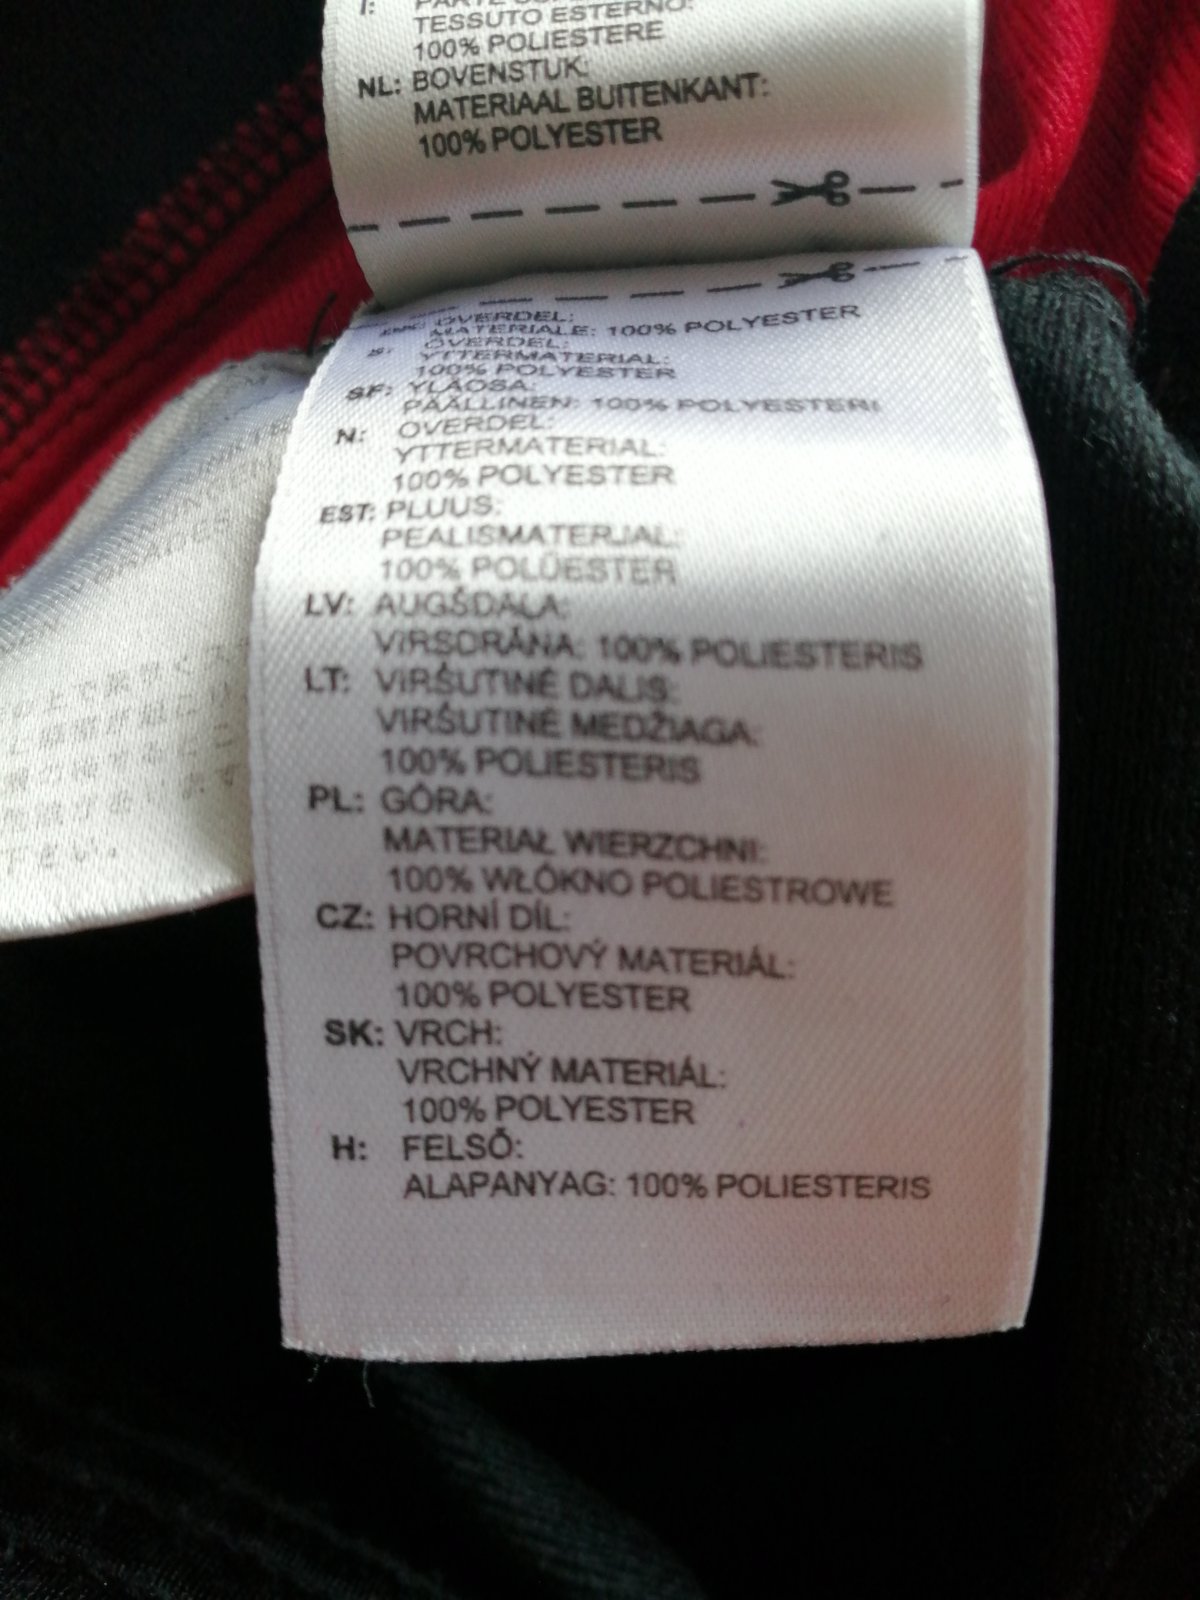 I:
TESSUTO ESTERNO:
100% POLIESTERE
NL: BOVENSTUK:
MATERIAAL BUITENKANT:
100% POLYESTER
OVERDEL:
MATERIALE: 100% POLYESTER
S: ÖVERDEL:
YTTERMATERIAL:
100% POLYESTER
SF: YLÄOSA:
PÄÄLLINEN: 100% POLYESTERI
N: OVERDEL:
YTTERMATERIAL:
100% POLYESTER
EST: PLUUS:
PEALISMATERJAL:
100% POLÜESTER
LV: AUGŠDAĻA:
VIRSDRĀNA: 100% POLIESTERIS
LT: VIRŠUTINĖ DALIS:
VIRŠUTINĖ MEDŽIAGA:
100% POLIESTERIS
PL: GÓRA:
MATERIAŁ WIERZCHNI:
100% WŁÓKNO POLIESTROWE
CZ: HORNÍ DÍL:
POVRCHOVÝ MATERIÁL:
100% POLYESTER
SK: VRCH:
VRCHNÝ MATERIÁL:
100% POLYESTER
H: FELSŐ:
ALAPANYAG: 100% POLIESTERIS